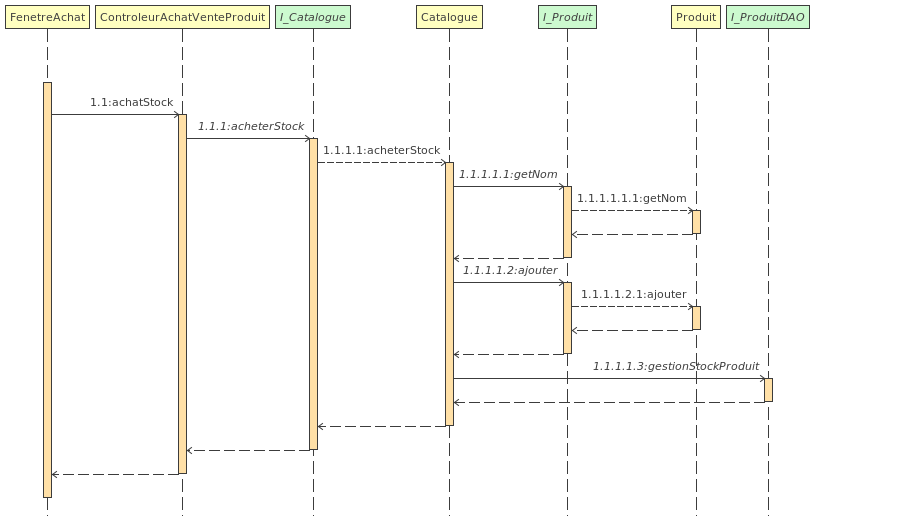 FenetreAchat ControleurAchatVenteProduit I_Catalogue Catalogue I_Produit Produit I_ProduitDAO
1.1:achatStock
1.1.1:acheterStock
1.1.1.1:acheterStock
1.1.1.1.1:getNom
1.1.1.1.1.1:getNom
1.1.1.1.2:ajouter
1.1.1.1.2.1:ajouter
1.1.1.1.3:gestionStockProduit